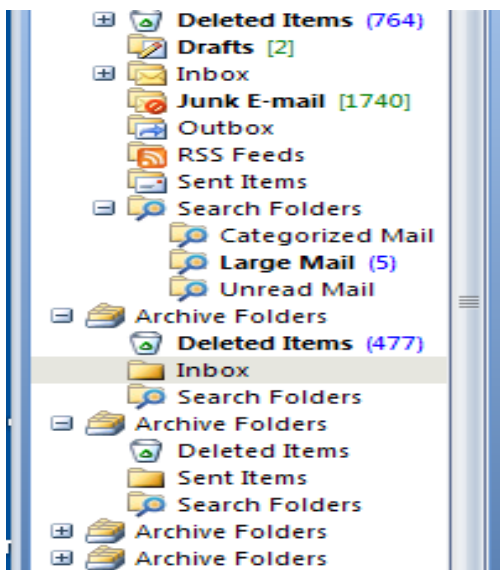 Deleted Items (764)
Drafts [2]
Inbox
Junk E-mail [1740]
Outbox
RSS Feeds
Sent Items
Search Folders
Categorized Mail
Large Mail (5)
Unread Mail
Archive Folders
Deleted Items (477)
Inbox
Search Folders
Archive Folders
Deleted Items
Sent Items
Search Folders
Archive Folders
Archive Folders